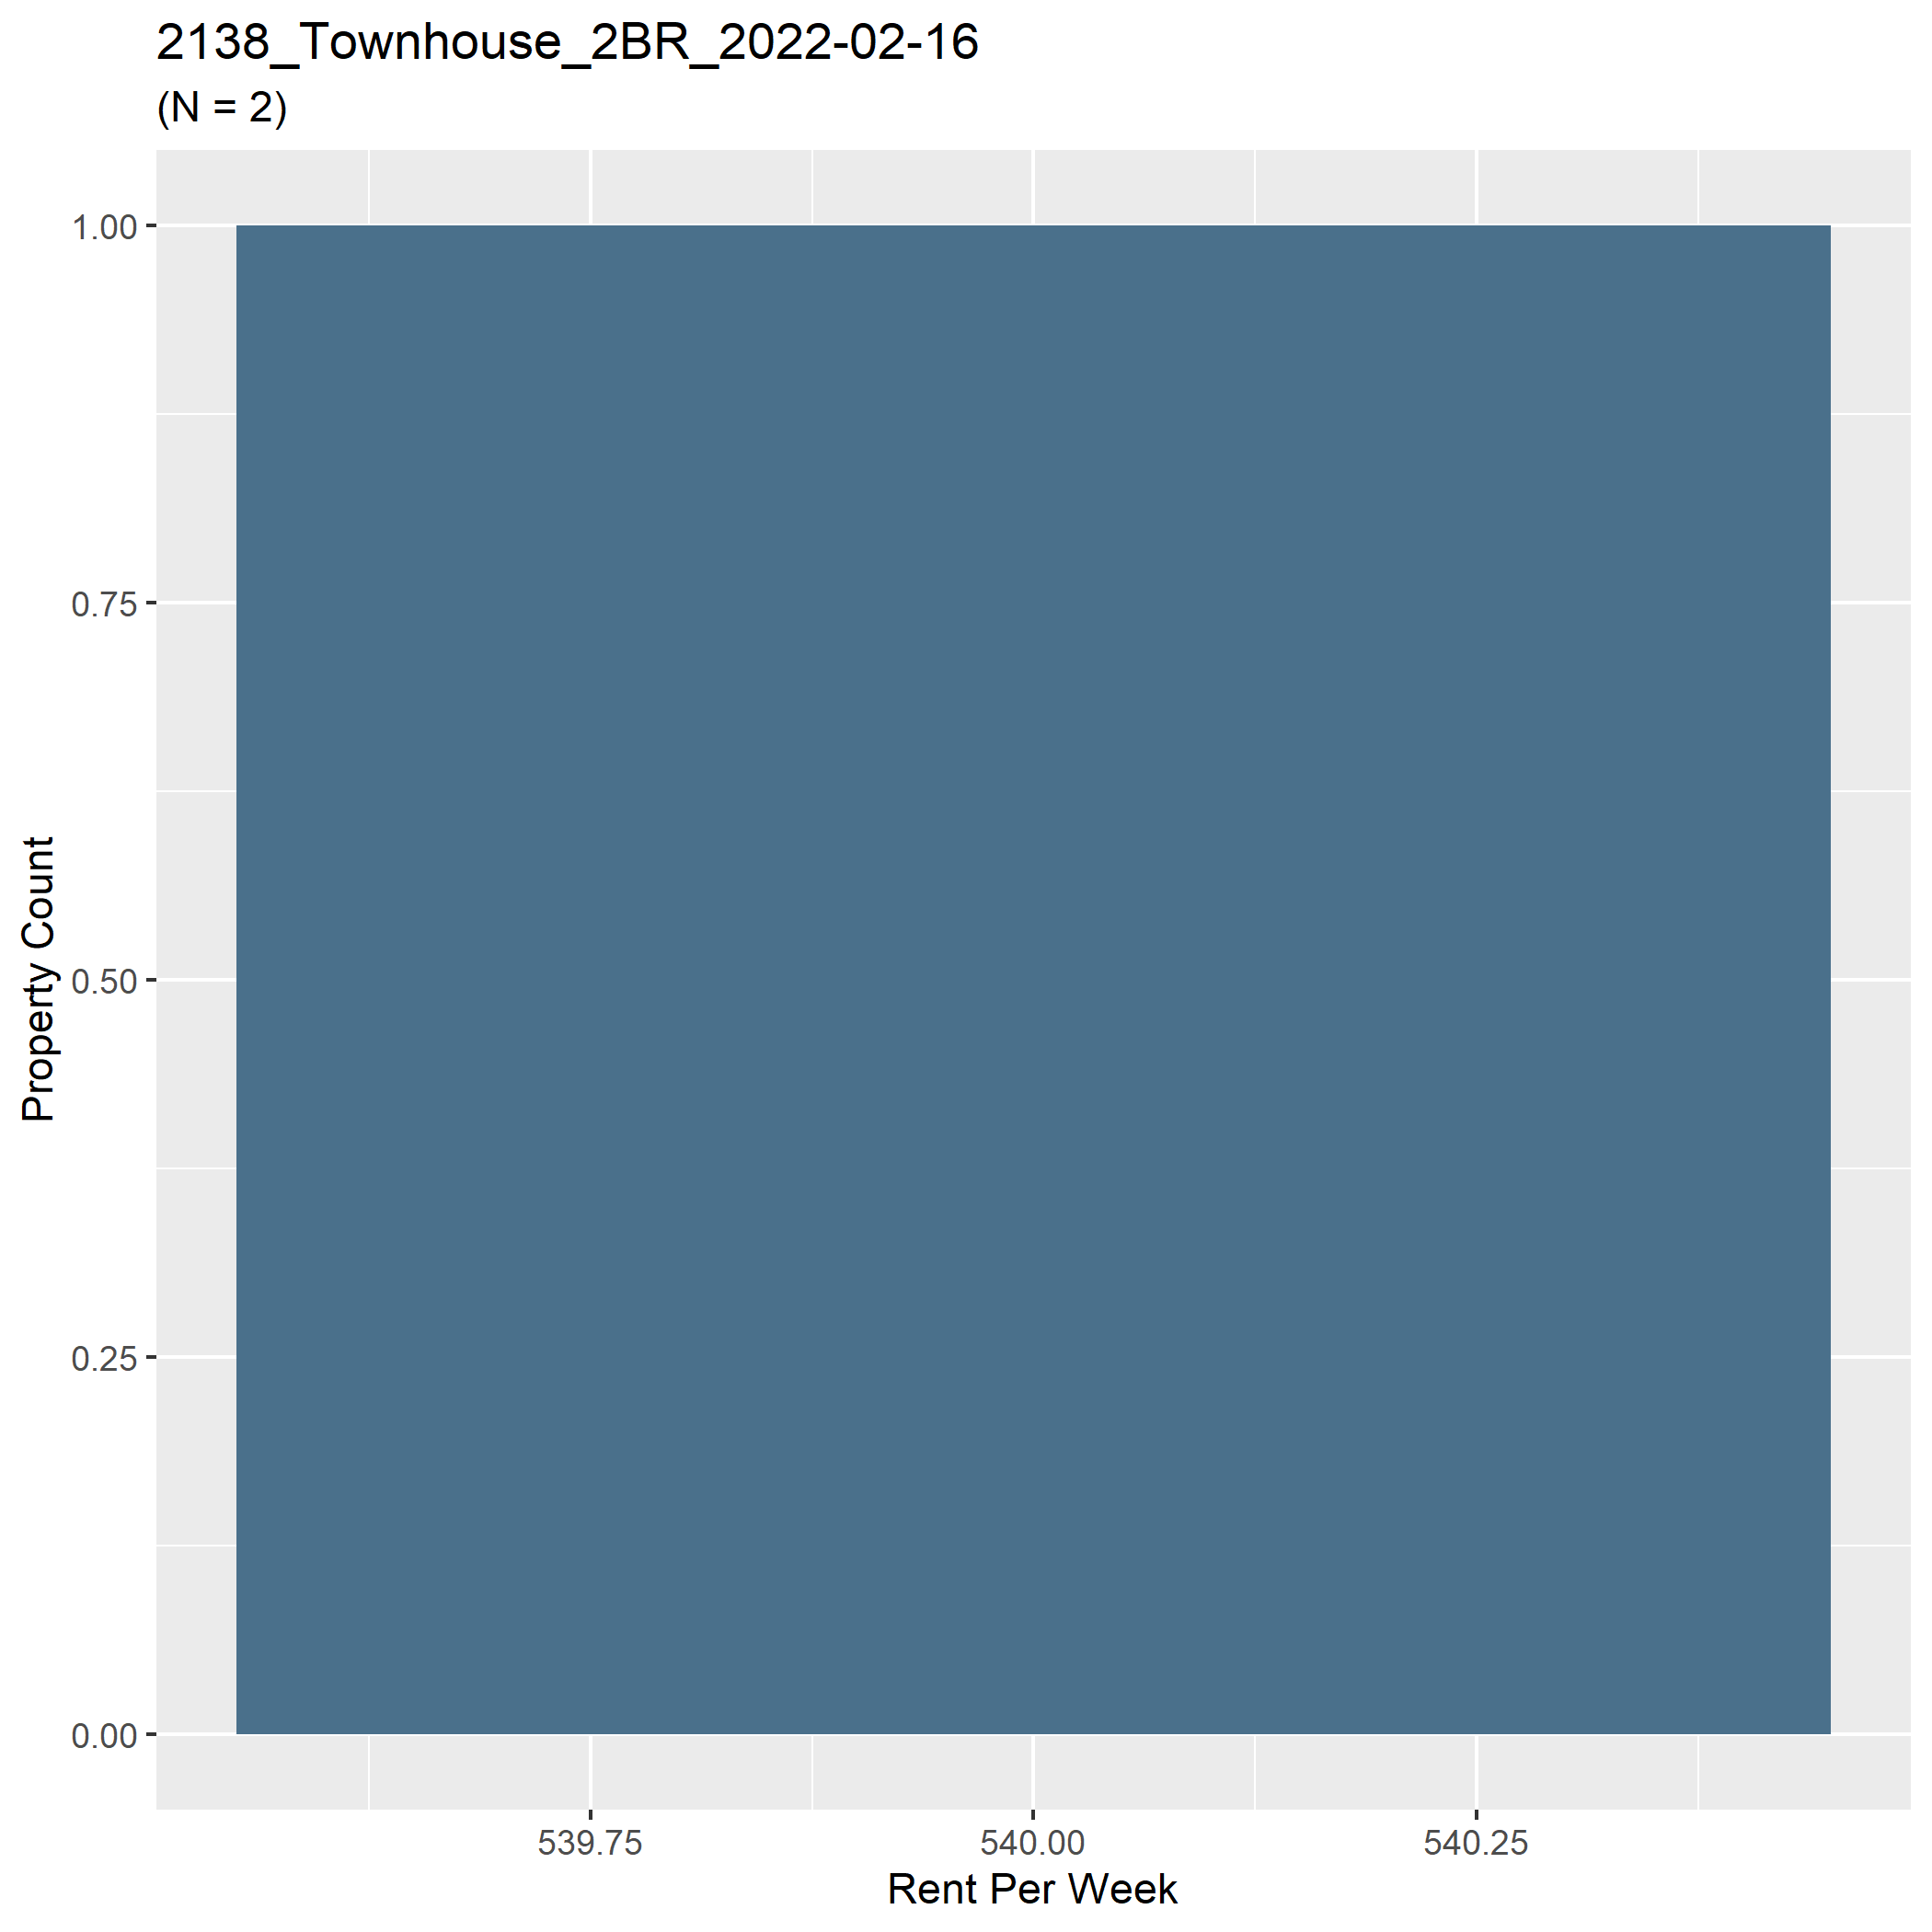 2138_Townhouse_2BR_2022-02-16
(N = 2)
1.00
0.75
0.50
0.25
0.00
Property Count
539.75
540.00
540.25
Rent Per Week